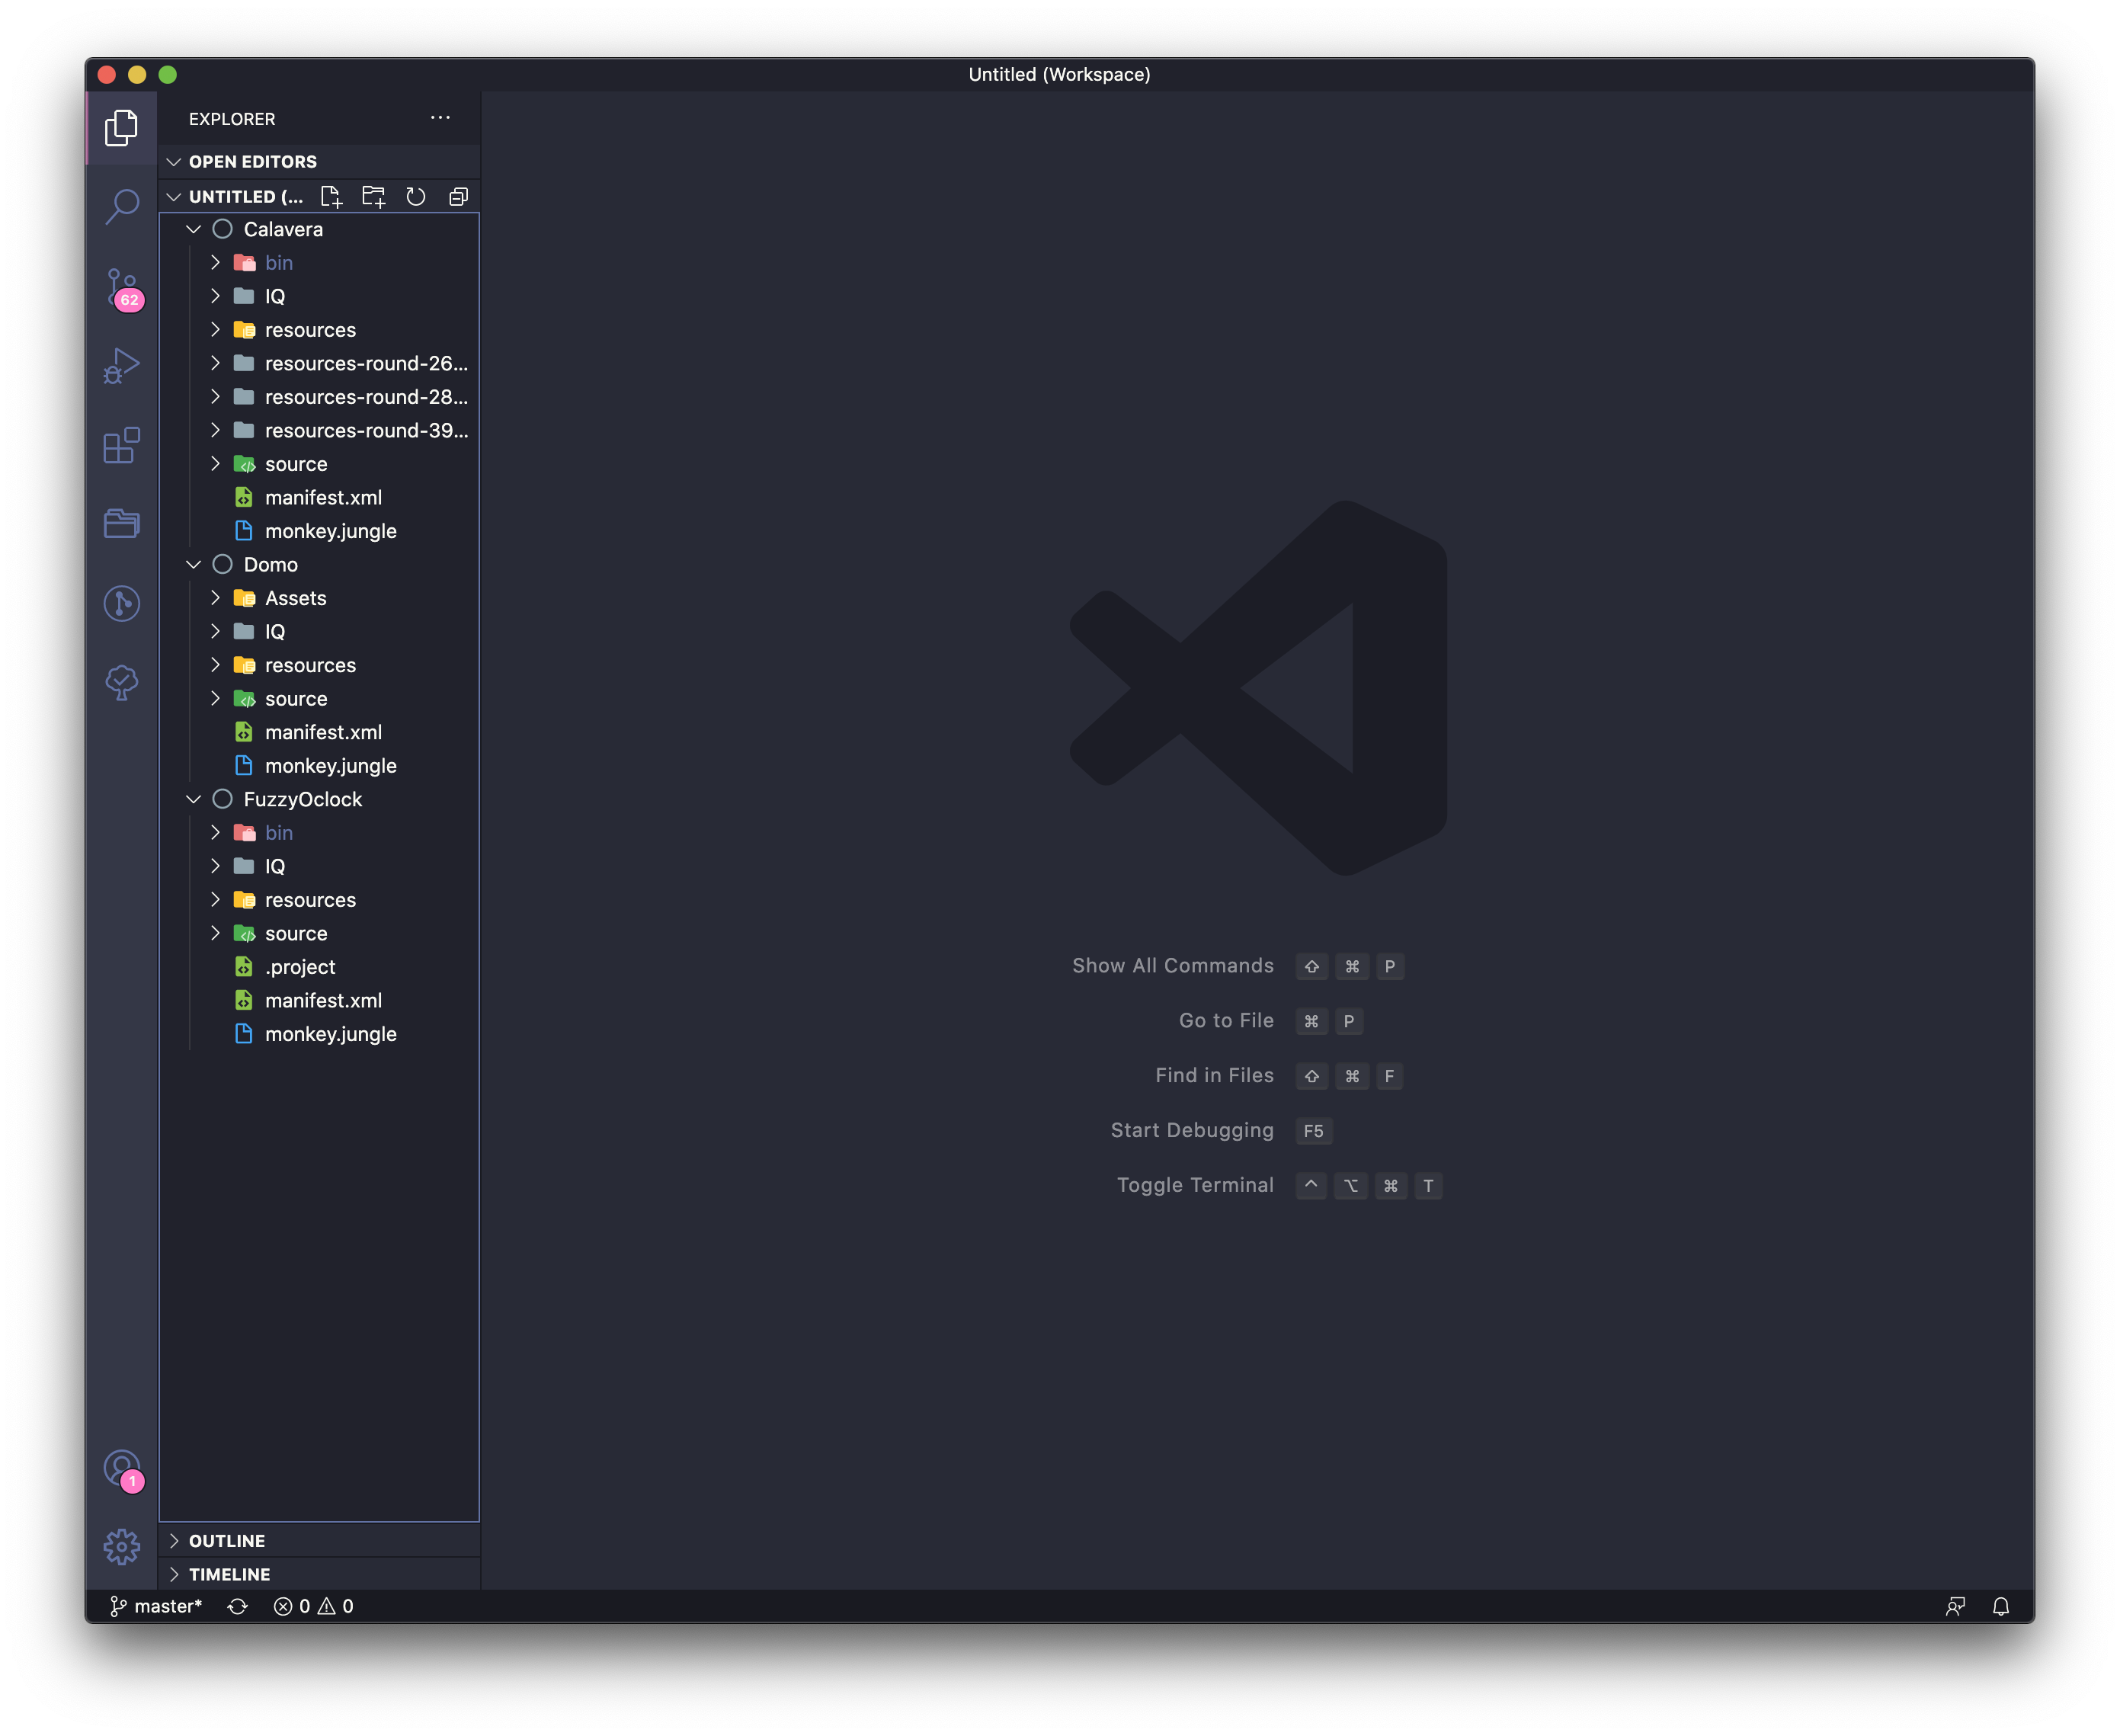 Untitled (Workspace)
EXPLORER
OPEN EDITORS
UNTITLED (...
Calavera
bin
IQ
resources
resources-round-26...
resources-round-28...
resources-round-39...
source
manifest.xml
monkey.jungle
Domo
Assets
IQ
resources
source
manifest.xml
monkey.jungle
FuzzyOclock
bin
IQ
resources
source
.project
manifest.xml
monkey.jungle
62
1
OUTLINE
TIMELINE
Show All Commands ⇧ ⌘ P
Go to File ⌘ P
Find in Files ⇧ ⌘ F
Start Debugging F5
Toggle Terminal ^ ⌥ ⌘ T
master* 0 0